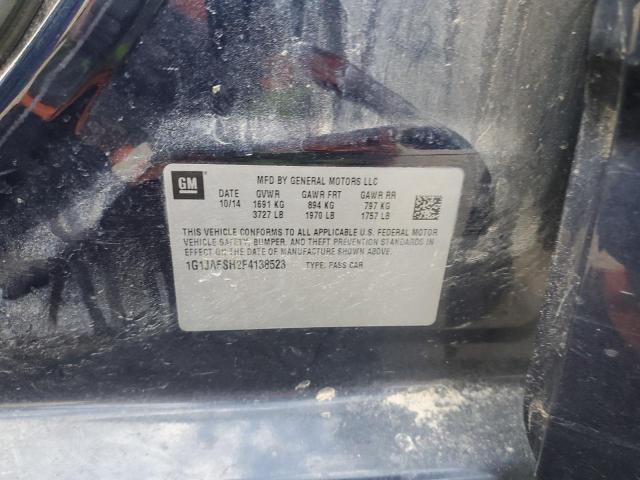 GM
MFD BY GENERAL MOTORS LLC
DATE GVWR GAWR FRT GAWR RR
10/14 1691 KG 894 KG 797 KG
3727 LB 1970 LB 1757 LB
THIS VEHICLE CONFORMS TO ALL APPLICABLE U.S. FEDERAL MOTOR
VEHICLE SAFETY, BUMPER, AND THEFT PREVENTION STANDARDS IN
EFFECT ON THE DATE OF MANUFACTURE SHOWN ABOVE.
1G1JA5SH2F4138523 TYPE: PASS CAR